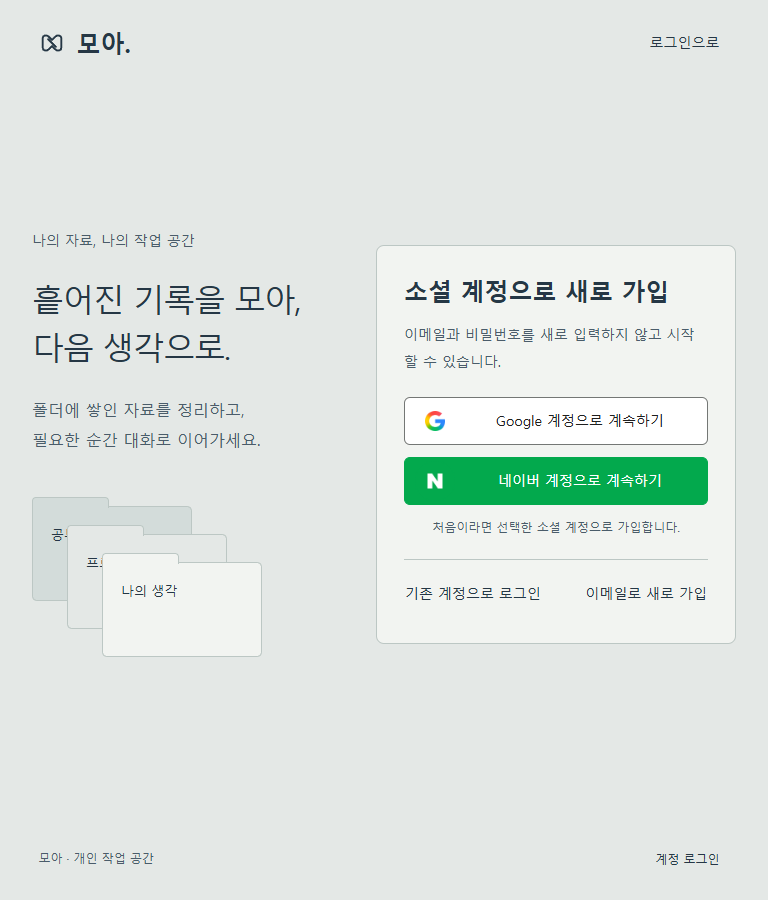 모아.
로그인으로
나의 자료, 나의 작업 공간
흩어진 기록을 모아,
다음 생각으로.
폴더에 쌓인 자료를 정리하고,
필요한 순간 대화로 이어가세요.
나의 생각
소셜 계정으로 새로 가입
이메일과 비밀번호를 새로 입력하지 않고 시작
할 수 있습니다.
Google 계정으로 계속하기
N 네이버 계정으로 계속하기
처음이라면 선택한 소셜 계정으로 가입합니다.
기존 계정으로 로그인
이메일로 새로 가입
모아 · 개인 작업 공간
계정 로그인